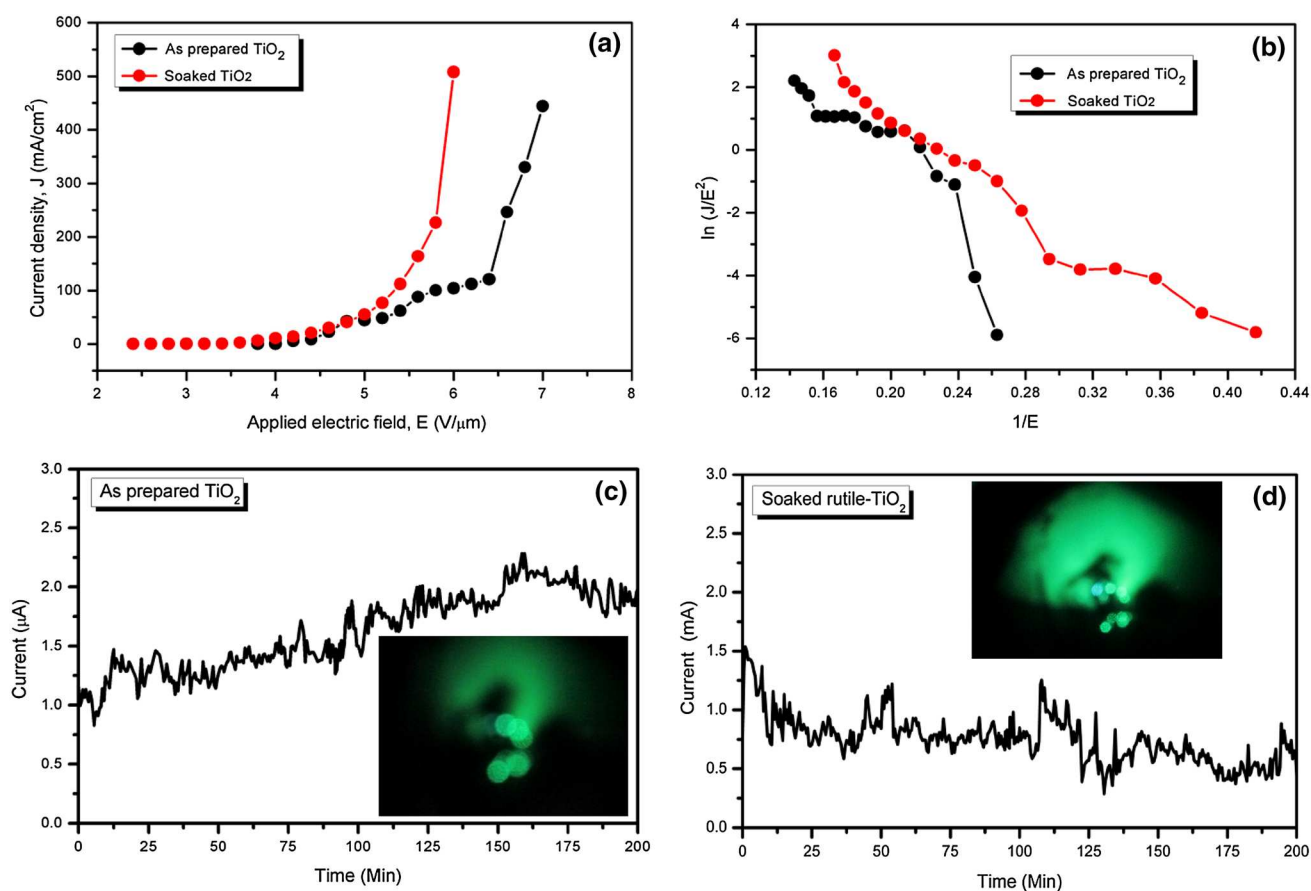 (a)
As prepared TiO₂
Soaked TiO2
600
500
400
300
200
100
0
Current density, J (mA/cm²)
2 3 4 5 6 7 8
Applied electric field, E (V/μm)
(b)
As prepared TiO₂
Soaked TiO2
4
2
0
-2
-4
-6
ln (J/E²)
0.12 0.16 0.20 0.24 0.28 0.32 0.36 0.40 0.44
1/E
(c)
As prepared TiO₂
3.0
2.5
2.0
1.5
1.0
0.5
0.0
Current (μA)
0 25 50 75 100 125 150 175 200
Time (Min)
(d)
Soaked rutile-TiO₂
3.0
2.5
2.0
1.5
1.0
0.5
0.0
Current (mA)
0 25 50 75 100 125 150 175 200
Time (Min)